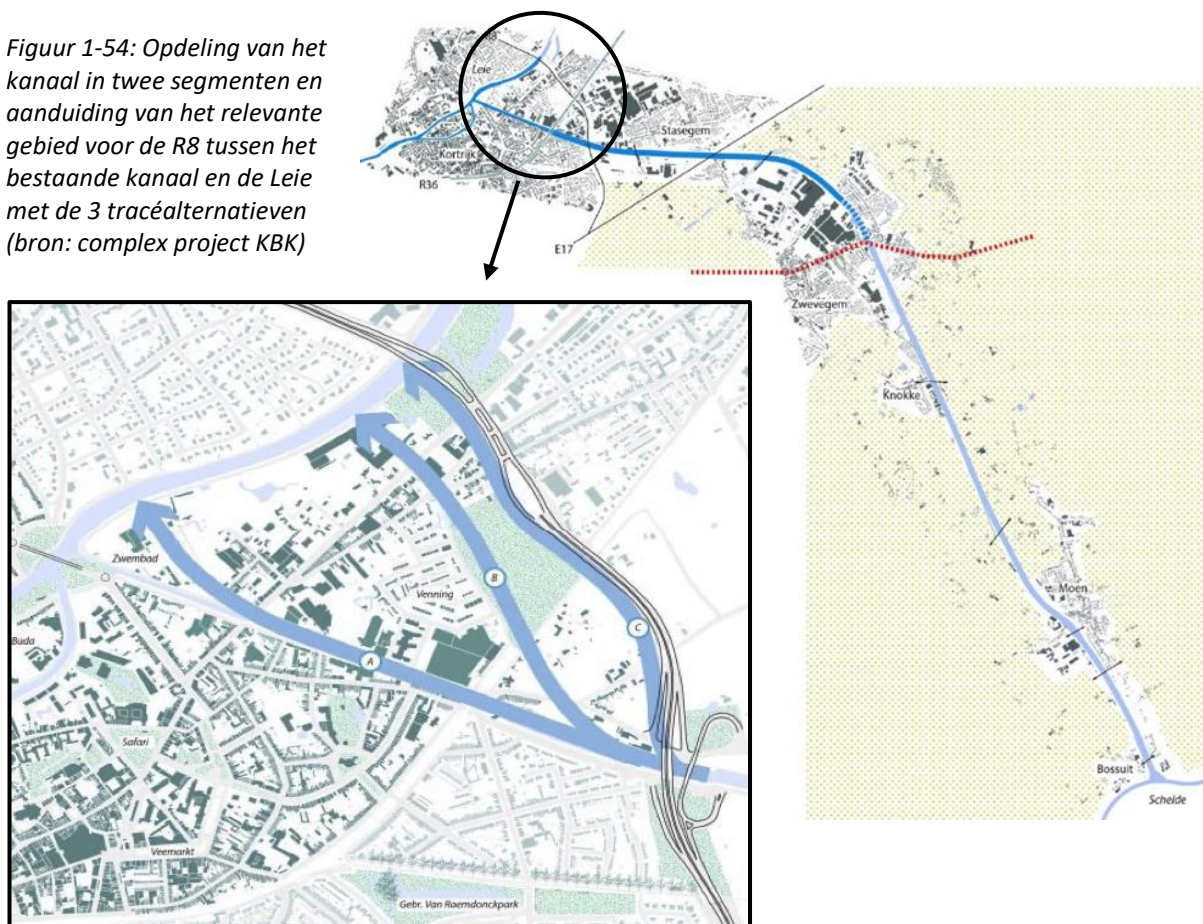 Figuur 1-54: Opdeling van het
kanaal in twee segmenten en
aanduiding van het relevante
gebied voor de R8 tussen het
bestaande kanaal en de Leie
met de 3 tracéalternatieven
(bron: complex project KBK)
R8
Leie
Stasegem
Kortrijk
R36
E17
Zwevegem
Knokke
Moen
Bossuit
Schelde
Zwembad
Venning
B
C
Buda
A
Safari
Veemarkt
Gebr. Van Raemdonckpark